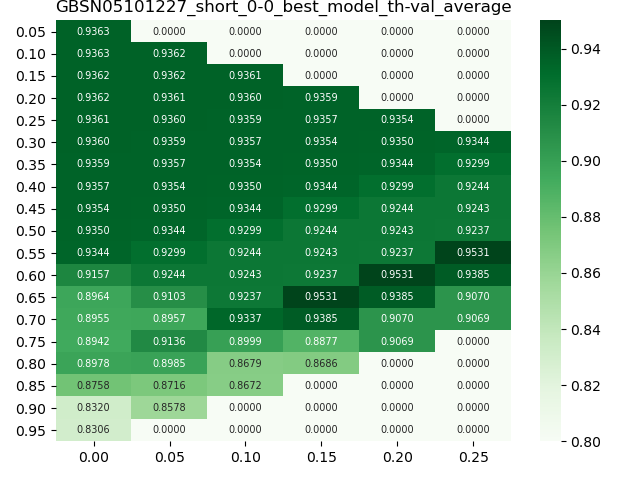 GBSN05101227_short_0-0_best_model_th-val_average
0.05 0.9363 0.0000 0.0000 0.0000 0.0000 0.0000
0.10 0.9363 0.9362 0.0000 0.0000 0.0000 0.0000
0.15 0.9362 0.9362 0.9361 0.0000 0.0000 0.0000
0.20 0.9362 0.9361 0.9360 0.9359 0.0000 0.0000
0.25 0.9361 0.9360 0.9359 0.9357 0.9354 0.0000
0.30 0.9360 0.9359 0.9357 0.9354 0.9350 0.9344
0.35 0.9359 0.9357 0.9354 0.9350 0.9344 0.9299
0.40 0.9357 0.9354 0.9350 0.9344 0.9299 0.9244
0.45 0.9354 0.9350 0.9344 0.9299 0.9244 0.9243
0.50 0.9350 0.9344 0.9299 0.9244 0.9243 0.9237
0.55 0.9344 0.9299 0.9244 0.9243 0.9237 0.9531
0.60 0.9157 0.9244 0.9243 0.9237 0.9531 0.9385
0.65 0.8964 0.9103 0.9237 0.9531 0.9385 0.9070
0.70 0.8955 0.8957 0.9337 0.9385 0.9070 0.9069
0.75 0.8942 0.9136 0.8999 0.8877 0.9069 0.0000
0.80 0.8978 0.8985 0.8679 0.8686 0.0000 0.0000
0.85 0.8758 0.8716 0.8672 0.0000 0.0000 0.0000
0.90 0.8320 0.8578 0.0000 0.0000 0.0000 0.0000
0.95 0.8306 0.0000 0.0000 0.0000 0.0000 0.0000
0.00 0.05 0.10 0.15 0.20 0.25
0.94
0.92
0.90
0.88
0.86
0.84
0.82
0.80